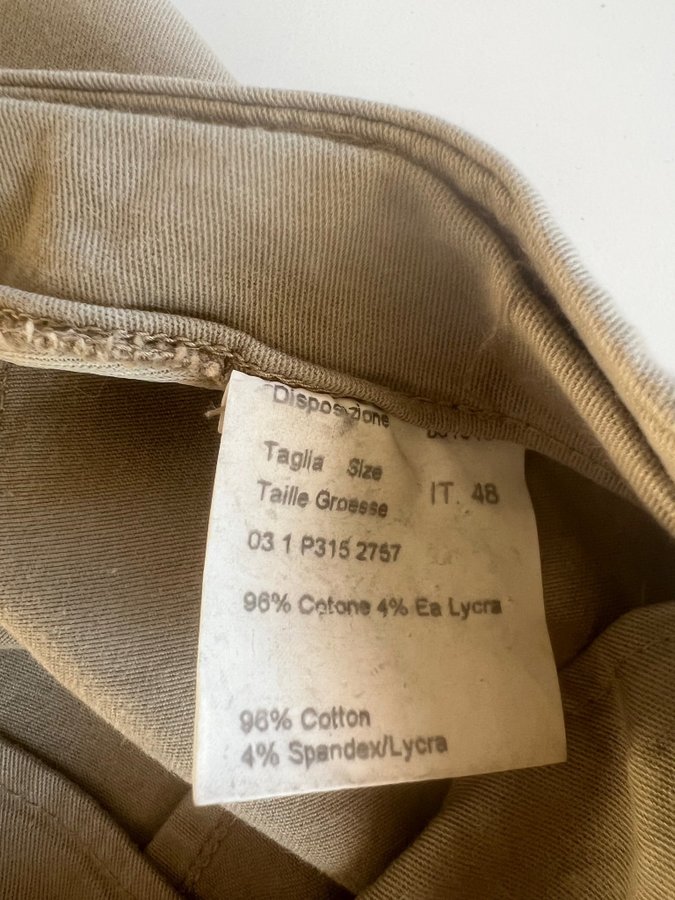 Disposizione
Taglia Size
Taille Groesse IT. 48
03 1 P315 2757
96% Cotone 4% Ea Lycra
96% Cotton
4% Spandex/Lycra